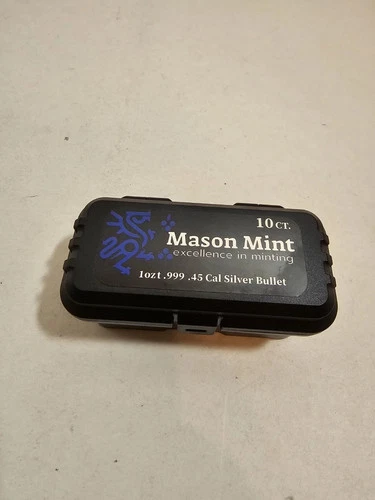 10 CT.
Mason Mint
excellence in minting
1ozt .999 .45 Cal Silver Bullet